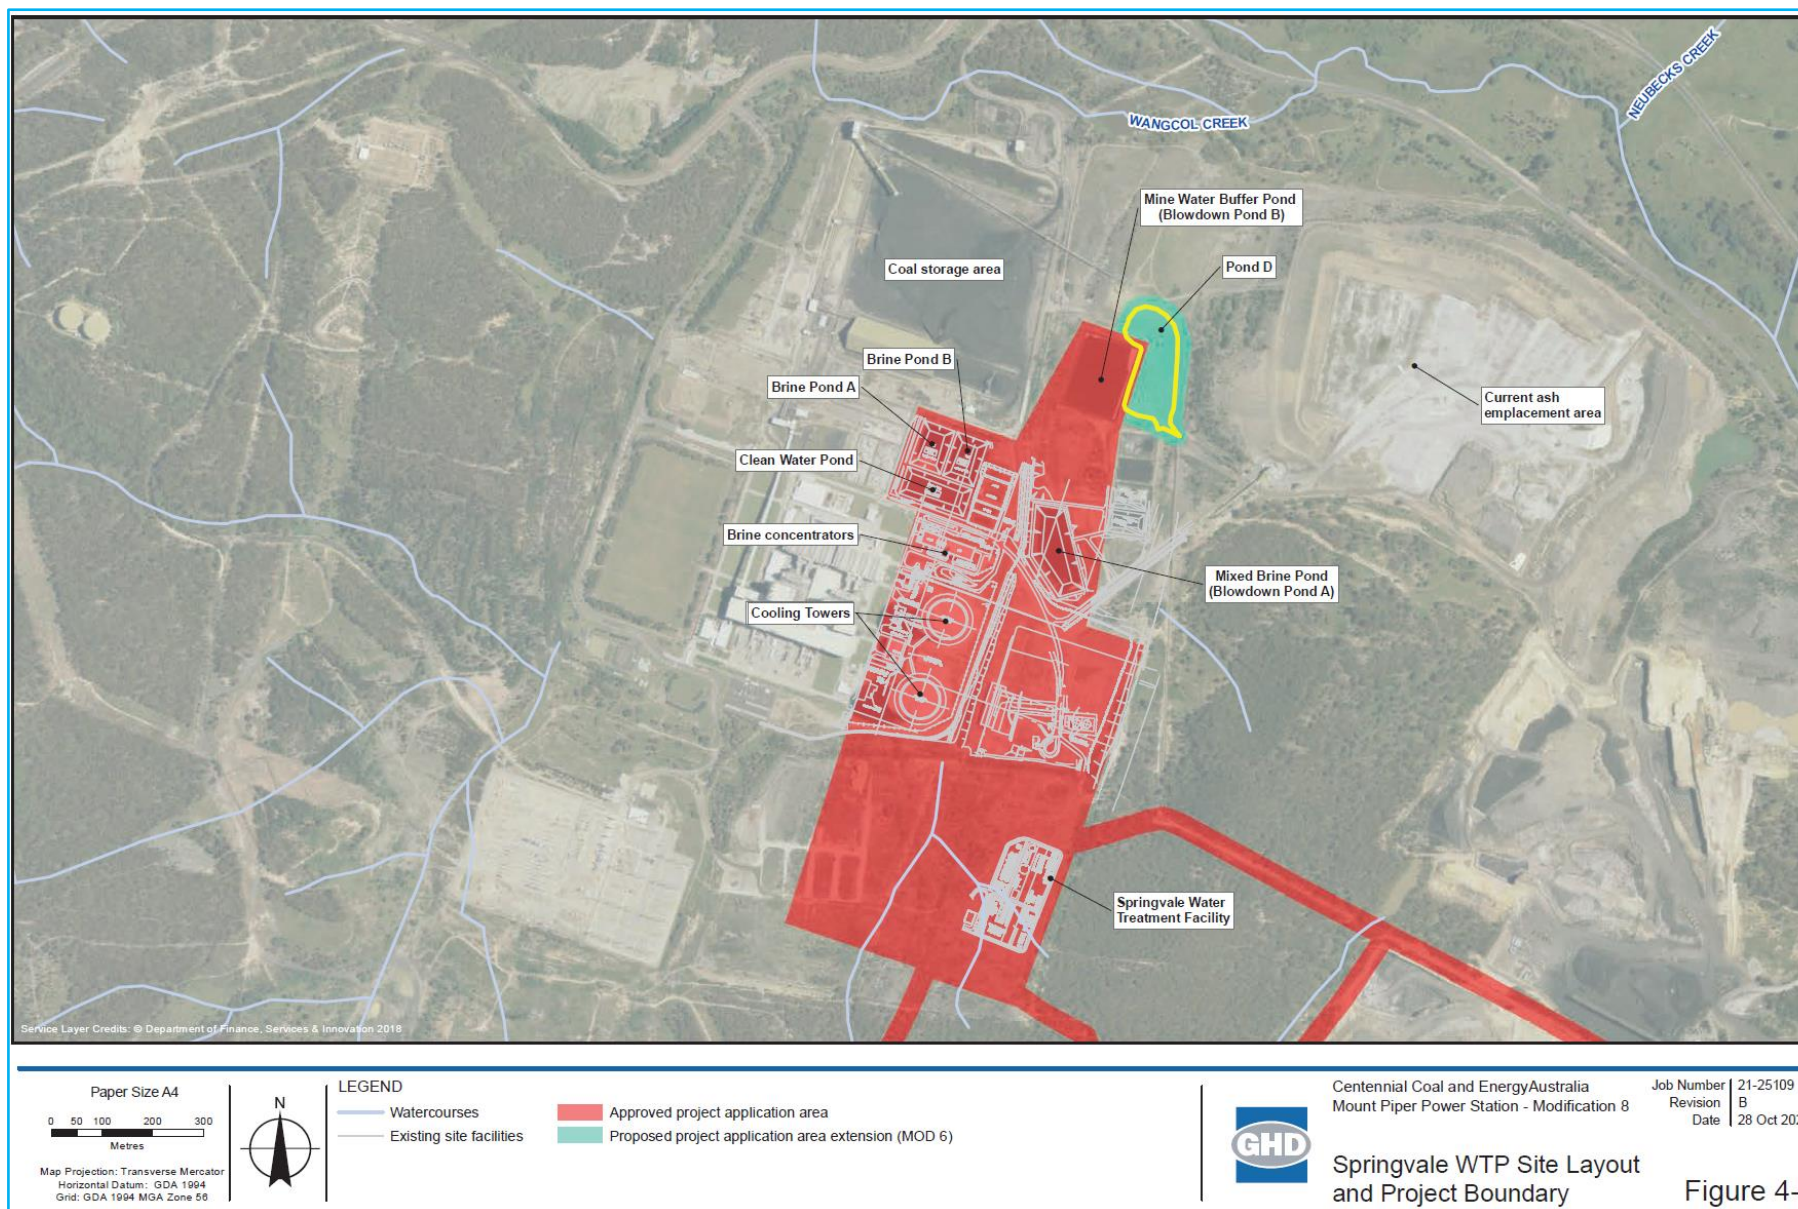 NEUBECKS CREEK
WANGCOL CREEK
Mine Water Buffer Pond
(Blowdown Pond B)
Coal storage area
Pond D
Brine Pond B
Brine Pond A
Current ash
emplacement area
Clean Water Pond
Brine concentrators
Mixed Brine Pond
(Blowdown Pond A)
Cooling Towers
Springvale Water
Treatment Facility
Service Layer Credits: © Department of Finance, Services & Innovation 2018
Paper Size A4
0 50 100 200 300
Metres
Map Projection: Transverse Mercator
Horizontal Datum: GDA 1994
Grid: GDA 1994 MGA Zone 56
N
LEGEND
Watercourses
Existing site facilities
Approved project application area
Proposed project application area extension (MOD 6)
GHD
Centennial Coal and EnergyAustralia
Mount Piper Power Station - Modification 8
Job Number 21-25109
Revision B
Date 28 Oct 202
Springvale WTP Site Layout
and Project Boundary
Figure 4-